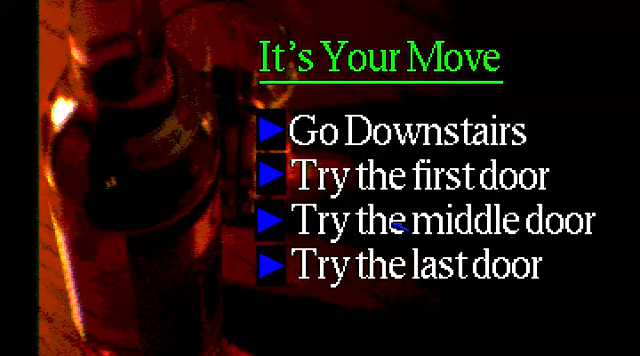 It's Your Move
Go Downstairs
Try the first door
Try the middle door
Try the last door